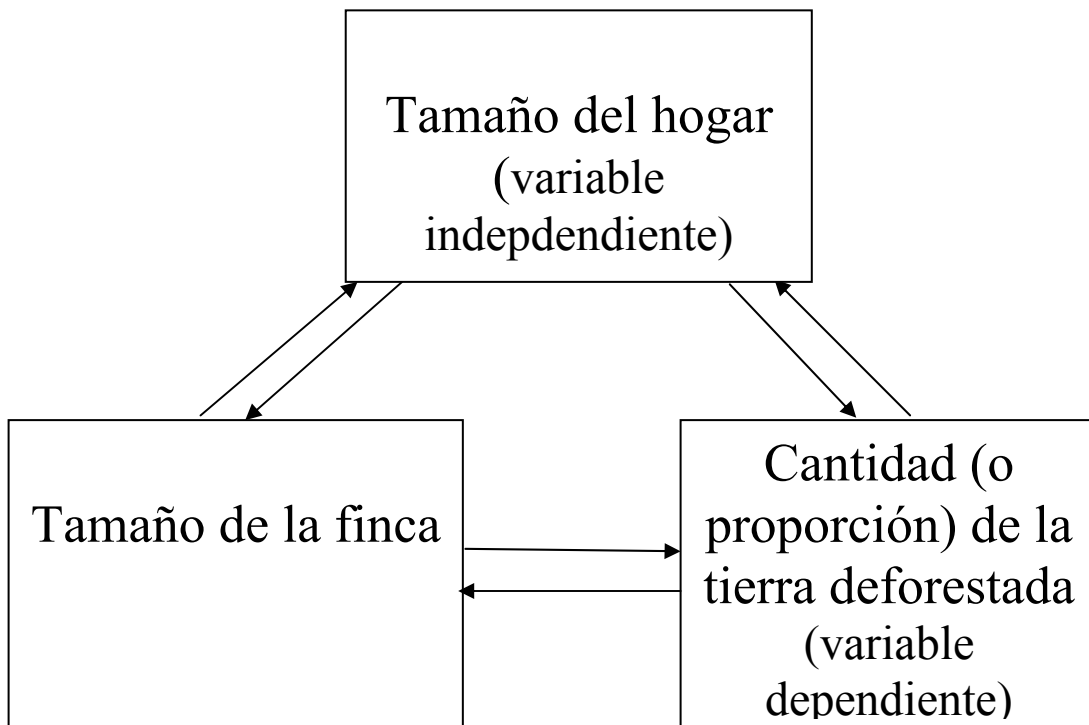 Tamaño del hogar
(variable
indepdendiente)
Tamaño de la finca
Cantidad (o
proporción) de la
tierra deforestada
(variable
dependiente)